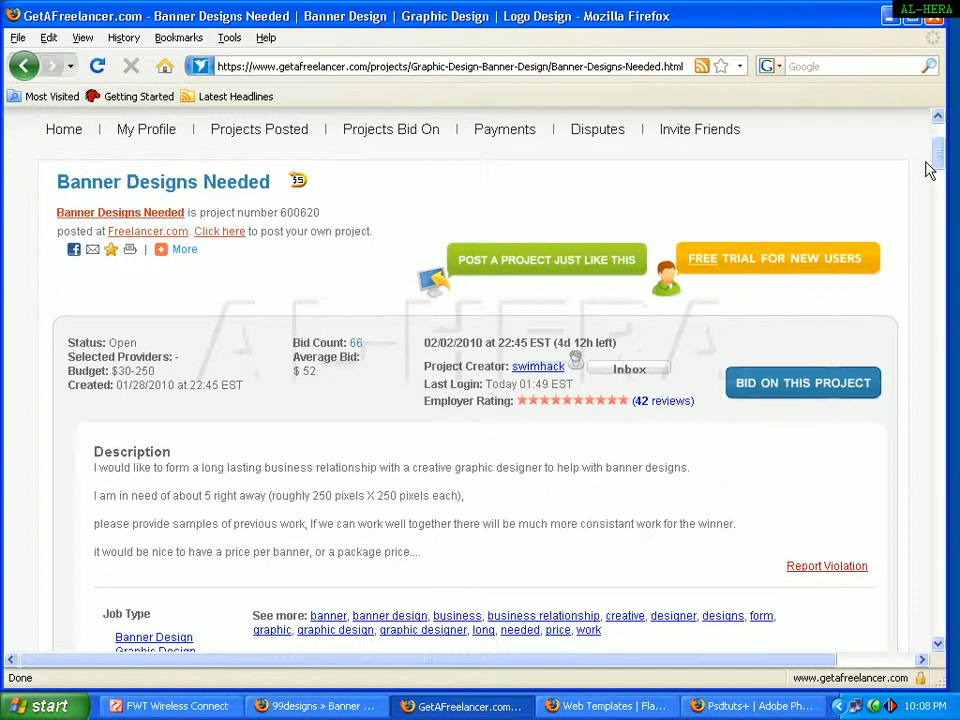 GetAFreelancer.com - Banner Designs Needed | Banner Design | Graphic Design | Logo Design - Mozilla Firefox
AL-HERA
File Edit View History Bookmarks Tools Help
https://www.getafreelancer.com/projects/Graphic-Design-Banner-Design/Banner-Designs-Needed.html
G Google
Most Visited Getting Started Latest Headlines
Home | My Profile | Projects Posted | Projects Bid On | Payments | Disputes | Invite Friends
Banner Designs Needed $5
Banner Designs Needed is project number 600620
posted at Freelancer.com. Click here to post your own project.
| More
POST A PROJECT JUST LIKE THIS
FREE TRIAL FOR NEW USERS
AL-HERA
Status: Open
Selected Providers: -
Budget: $30-250
Created: 01/28/2010 at 22:45 EST
Bid Count: 66
Average Bid:
$ 52
02/02/2010 at 22:45 EST (4d 12h left)
Project Creator: swimhack Inbox
Last Login: Today 01:49 EST
Employer Rating: (42 reviews)
BID ON THIS PROJECT
Description
I would like to form a long lasting business relationship with a creative graphic designer to help with banner designs.
I am in need of about 5 right away (roughly 250 pixels X 250 pixels each),
please provide samples of previous work, If we can work well together there will be much more consistant work for the winner.
it would be nice to have a price per banner, or a package price....
Report Violation
Job Type
Banner Design
Graphic Design
See more: banner, banner design, business, business relationship, creative, designer, designs, form,
graphic, graphic design, graphic designer, long, needed, price, work
Done
www.getafreelancer.com
start
FWT Wireless Connect
99designs » Banner ...
GetAFreelancer.com...
Web Templates | Fla...
Psdtuts+ | Adobe Ph...
10:08 PM